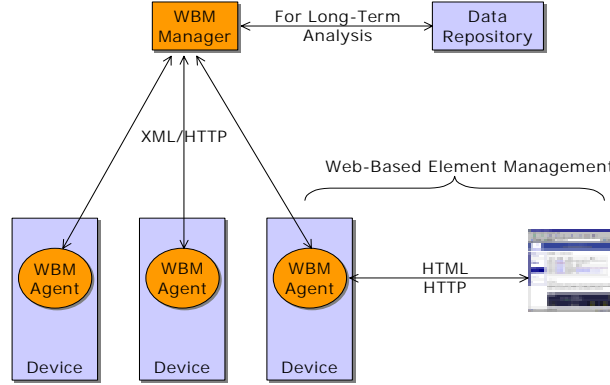 WBM
Manager
For Long-Term
Analysis
Data
Repository
XML/HTTP
Web-Based Element Management
WBM
Agent
WBM
Agent
WBM
Agent
HTML
HTTP
Device
Device
Device